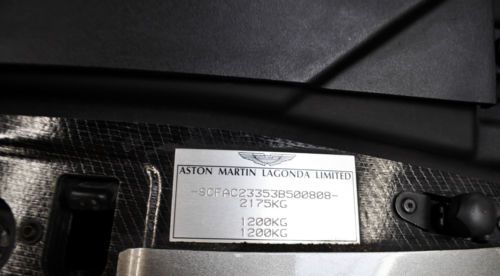 ASTON MARTIN LAGONDA LIMITED
-SCFAC23353B500808-
2175KG
1200KG
1200KG